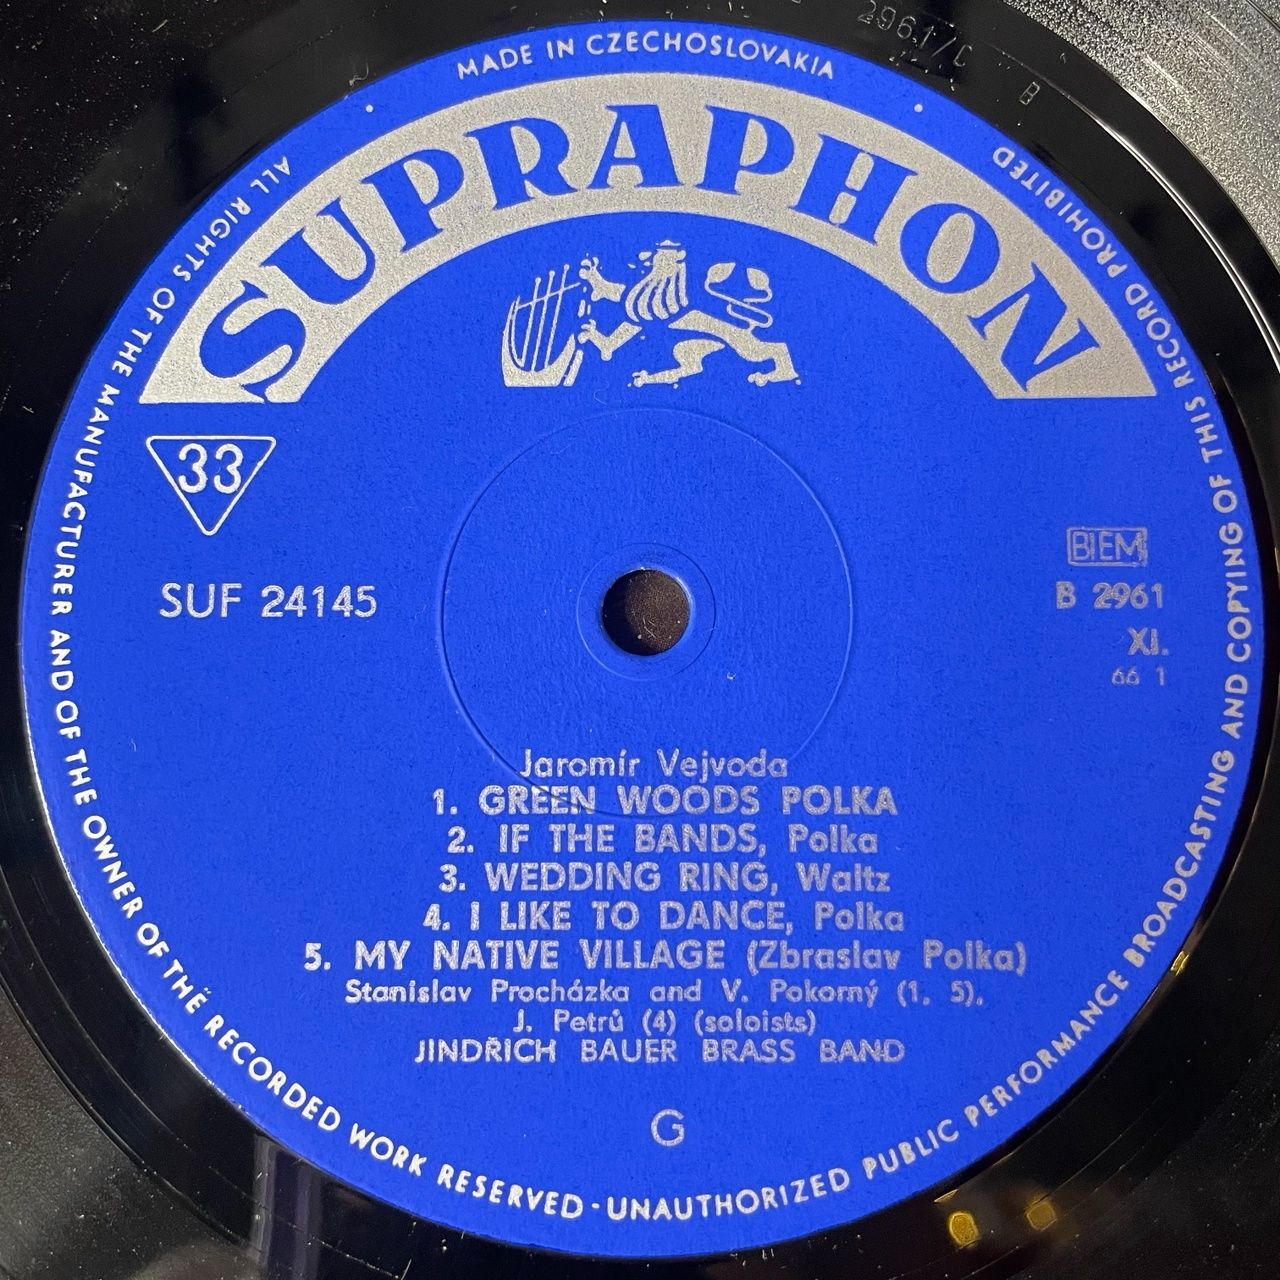 2961/C B
MADE IN CZECHOSLOVAKIA
ALL RIGHTS OF THE MANUFACTURER AND OF THE OWNER OF THE RECORDED WORK RESERVED · UNAUTHORIZED PUBLIC PERFORMANCE BROADCASTING AND COPYING OF THIS RECORD PROHIBITED
SUPRAPHON
33
SUF 24145
BIEM
B 2961
XI.
66 1
Jaromír Vejvoda
1. GREEN WOODS POLKA
2. IF THE BANDS, Polka
3. WEDDING RING, Waltz
4. I LIKE TO DANCE, Polka
5. MY NATIVE VILLAGE (Zbraslav Polka)
Stanislav Procházka and V. Pokorný (1, 5),
J. Petrů (4) (soloists)
JINDŘICH BAUER BRASS BAND
G